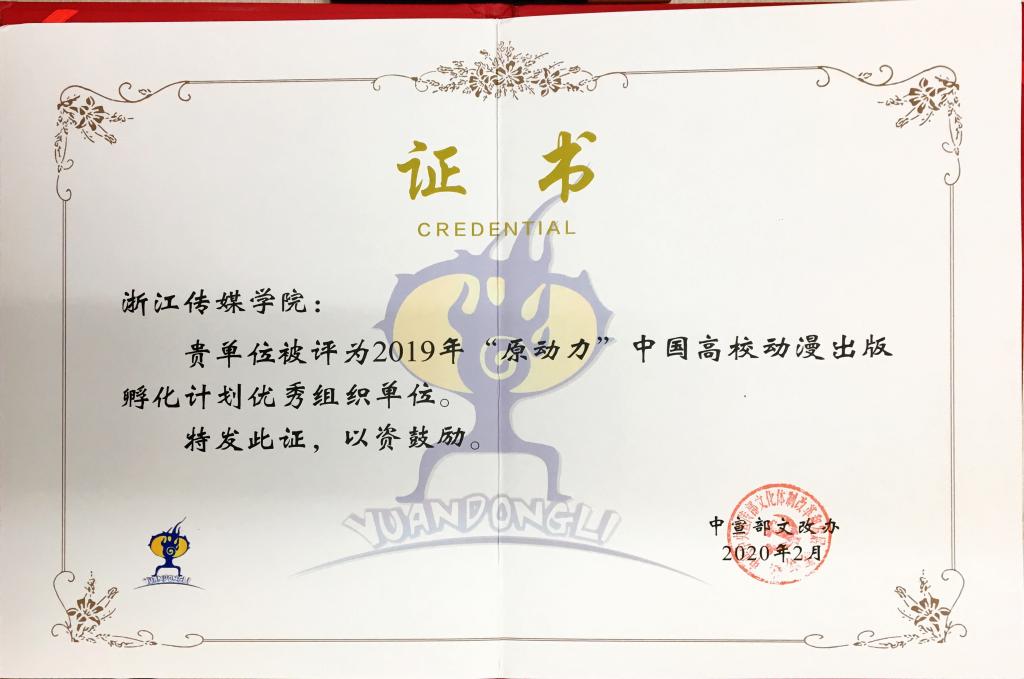 证书
CREDENTIAL
浙江传媒学院：
贵单位被评为2019年“原动力”中国高校动漫出版
孵化计划优秀组织单位。
特发此证，以资鼓励。
YUANDONGLI
中宣部文改办
2020年2月
YUANDONGLI